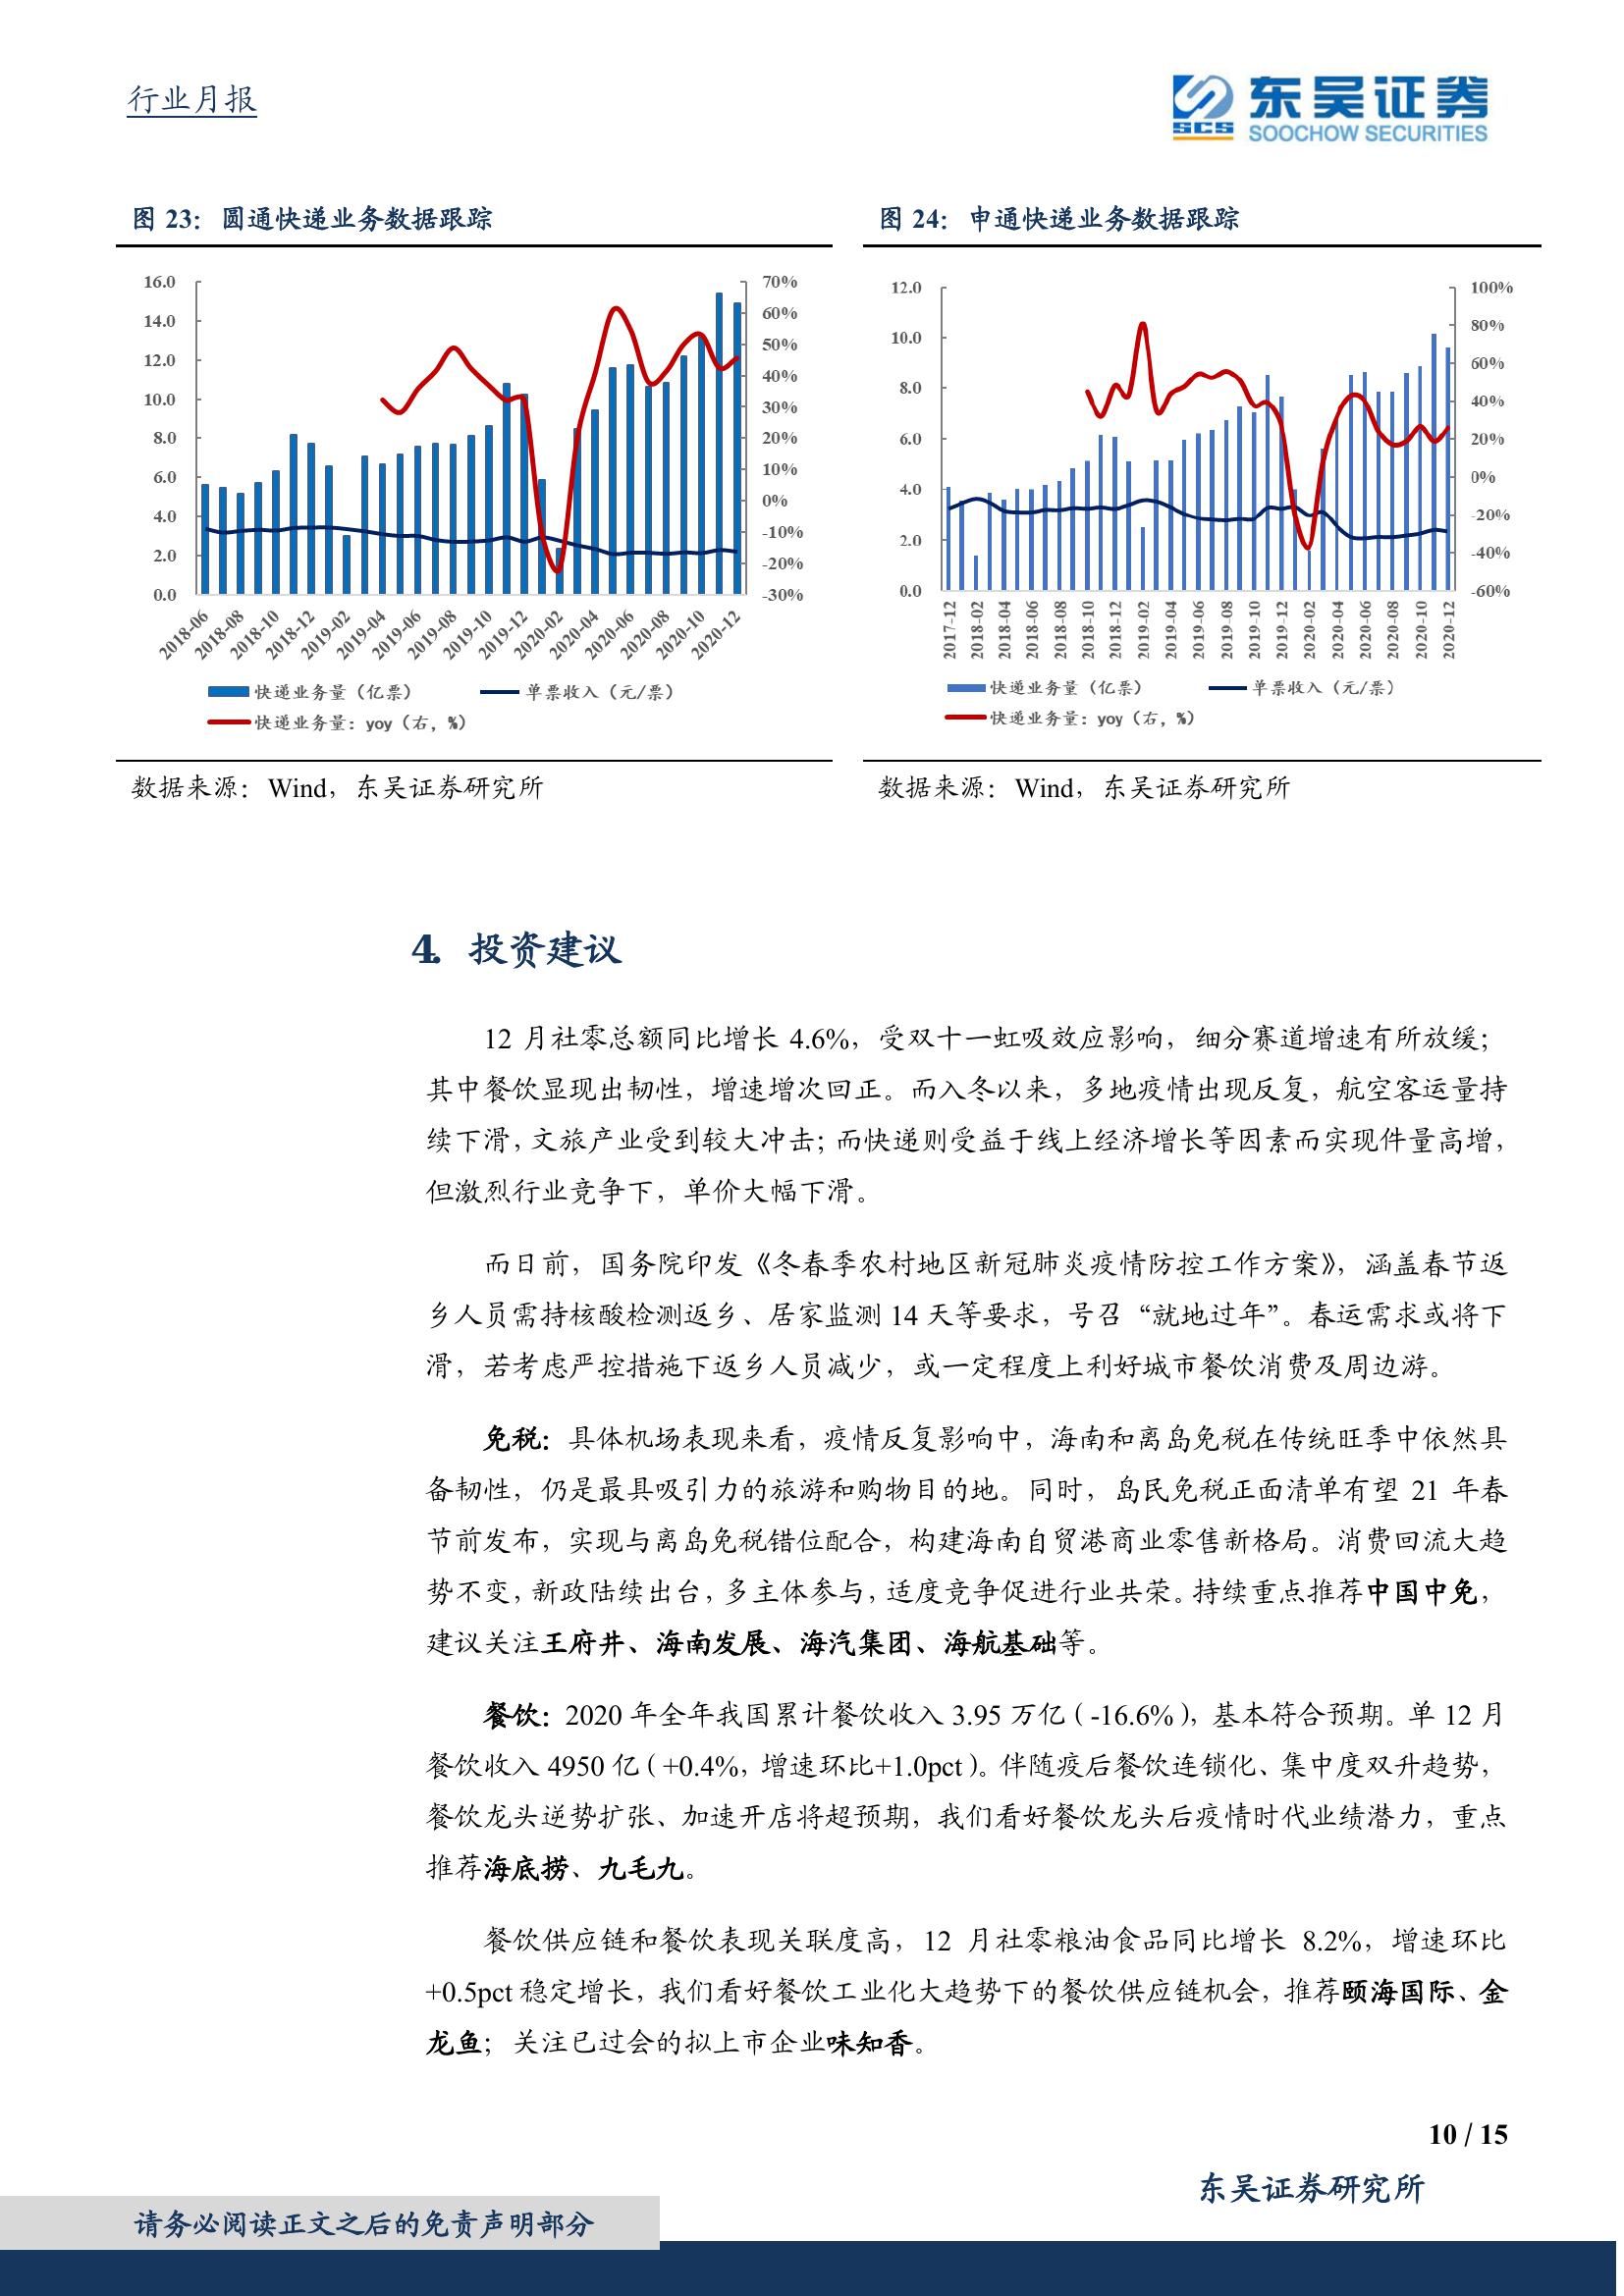 行业月报
东吴证券
SCS
SOOCHOW SECURITIES
图 23： 圆通快递业务数据跟踪
16.0
14.0
12.0
10.0
8.0
6.0
4.0
2.0
0.0
70%
60%
50%
40%
30%
20%
10%
0%
-10%
-20%
-30%
2018-06
2018-08
2018-10
2018-12
2019-02
2019-04
2019-06
2019-08
2019-10
2019-12
2020-02
2020-04
2020-06
2020-08
2020-10
2020-12
快递业务量（亿票）
单票收入（元/票）
快递业务量：yoy（右，%）
数据来源：Wind，东吴证券研究所
图 24： 申通快递业务数据跟踪
12.0
10.0
8.0
6.0
4.0
2.0
0.0
100%
80%
60%
40%
20%
0%
-20%
-40%
-60%
2017-12
2018-02
2018-04
2018-06
2018-08
2018-10
2018-12
2019-02
2019-04
2019-06
2019-08
2019-10
2019-12
2020-02
2020-04
2020-06
2020-08
2020-10
2020-12
快递业务量（亿票）
单票收入（元/票）
快递业务量：yoy（右，%）
数据来源：Wind，东吴证券研究所
4. 投资建议
12 月社零总额同比增长 4.6%，受双十一虹吸效应影响，细分赛道增速有所放缓；
其中餐饮显现出韧性，增速增次回正。而入冬以来，多地疫情出现反复，航空客运量持
续下滑，文旅产业受到较大冲击；而快递则受益于线上经济增长等因素而实现件量高增，
但激烈行业竞争下，单价大幅下滑。
而日前，国务院印发《冬春季农村地区新冠肺炎疫情防控工作方案》，涵盖春节返
乡人员需持核酸检测返乡、居家监测 14 天等要求，号召“就地过年”。春运需求或将下
滑，若考虑严控措施下返乡人员减少，或一定程度上利好城市餐饮消费及周边游。
免税：具体机场表现来看，疫情反复影响中，海南和离岛免税在传统旺季中依然具
备韧性，仍是最具吸引力的旅游和购物目的地。同时，岛民免税正面清单有望 21 年春
节前发布，实现与离岛免税错位配合，构建海南自贸港商业零售新格局。消费回流大趋
势不变，新政陆续出台，多主体参与，适度竞争促进行业共荣。持续重点推荐中国中免，
建议关注王府井、海南发展、海汽集团、海航基础等。
餐饮：2020 年全年我国累计餐饮收入 3.95 万亿（-16.6%），基本符合预期。单 12 月
餐饮收入 4950 亿（+0.4%，增速环比+1.0pct）。伴随疫后餐饮连锁化、集中度双升趋势，
餐饮龙头逆势扩张、加速开店将超预期，我们看好餐饮龙头后疫情时代业绩潜力，重点
推荐海底捞、九毛九。
餐饮供应链和餐饮表现关联度高，12 月社零粮油食品同比增长 8.2%，增速环比
+0.5pct 稳定增长，我们看好餐饮工业化大趋势下的餐饮供应链机会，推荐颐海国际、金
龙鱼；关注已过会的拟上市企业味知香。
10 / 15
东吴证券研究所
请务必阅读正文之后的免责声明部分